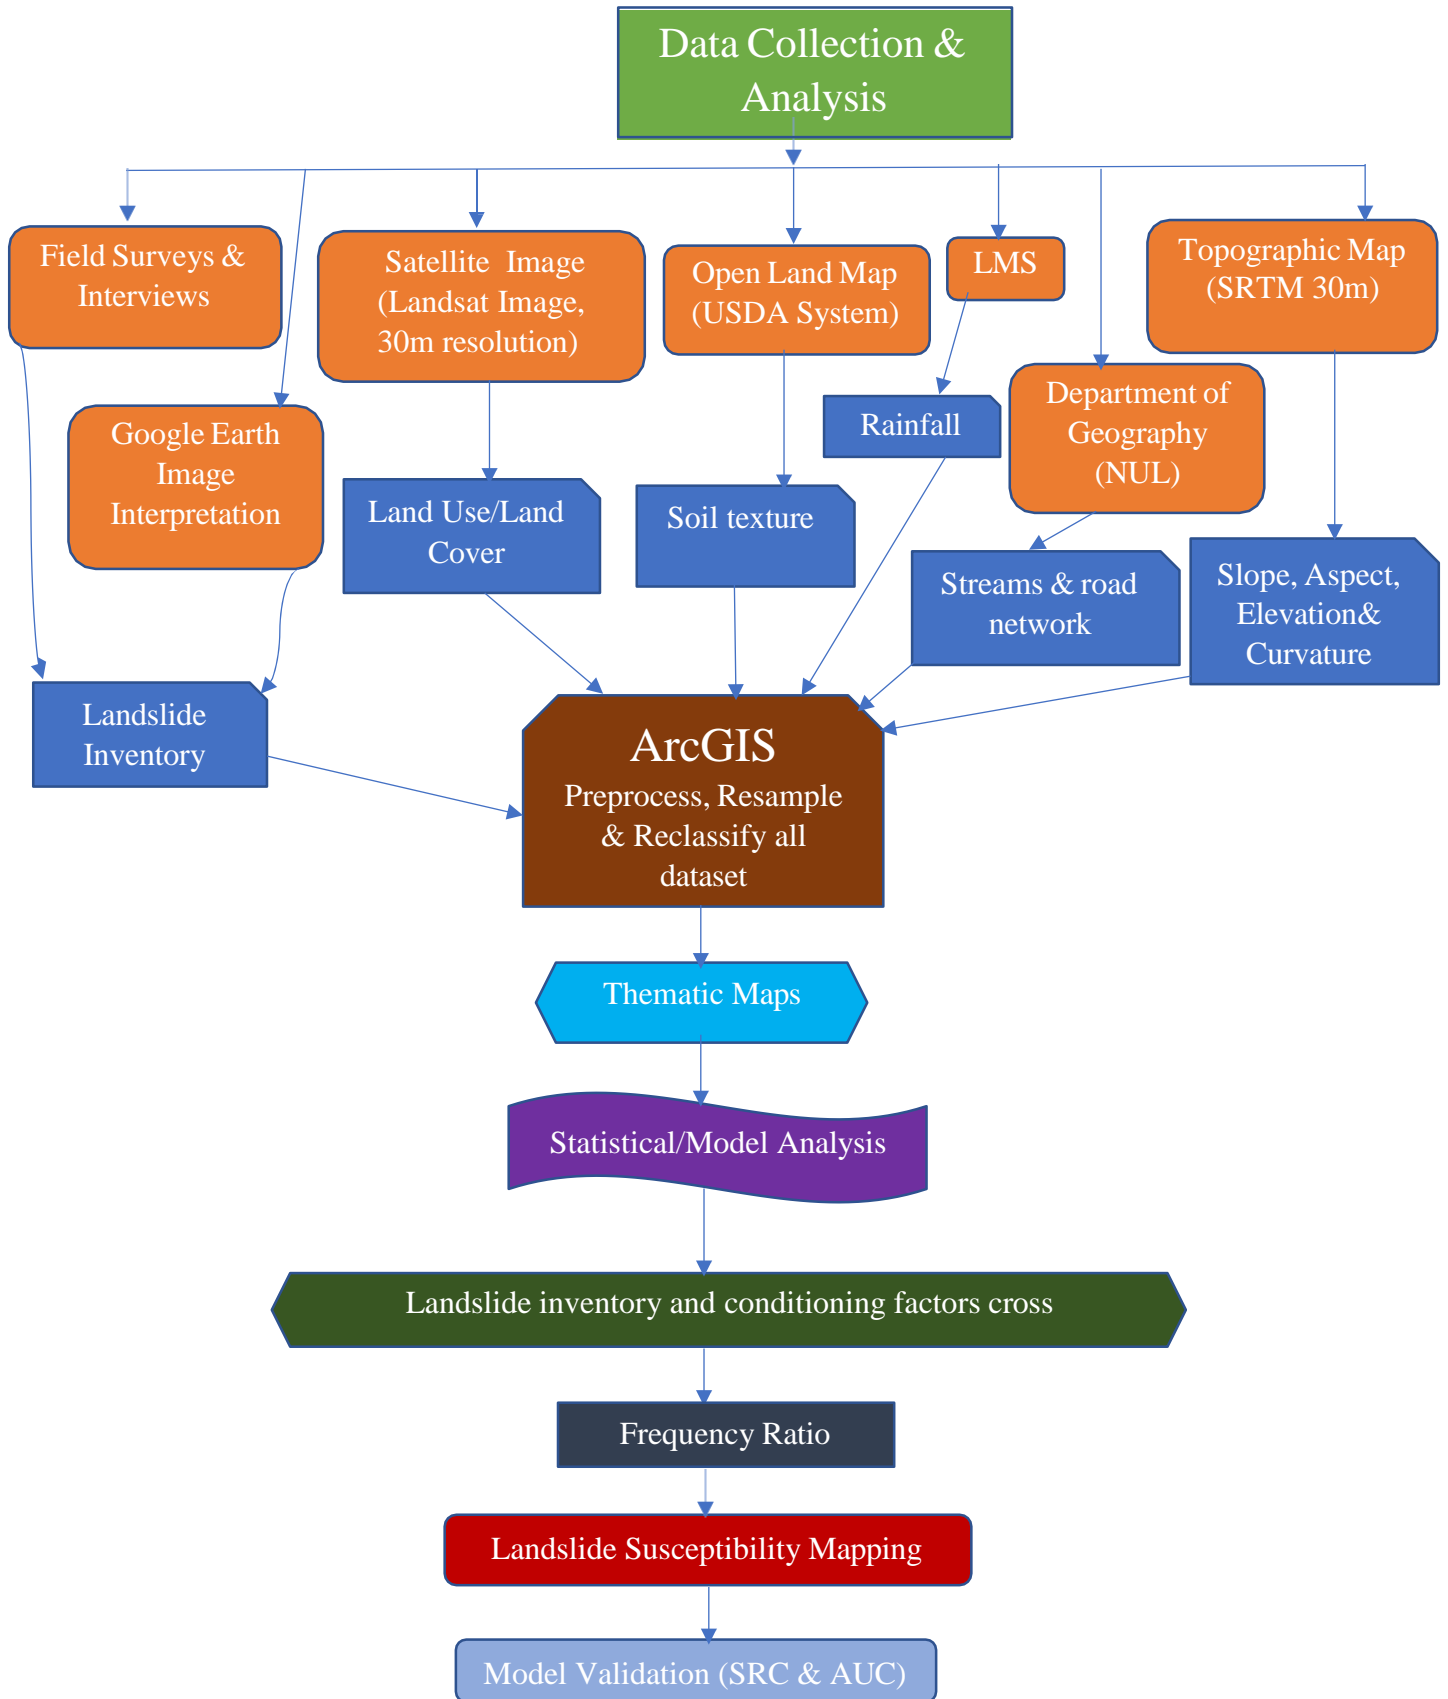 Data Collection &
Analysis
Field Surveys &
Interviews
Satellite Image
(Landsat Image,
30m resolution)
Open Land Map
(USDA System)
LMS
Topographic Map
(SRTM 30m)
Google Earth
Image
Interpretation
Rainfall
Department of
Geography
(NUL)
Land Use/Land
Cover
Soil texture
Streams & road
network
Slope, Aspect,
Elevation&
Curvature
Landslide
Inventory
ArcGIS
Preprocess, Resample
& Reclassify all
dataset
Thematic Maps
Statistical/Model Analysis
Landslide inventory and conditioning factors cross
Frequency Ratio
Landslide Susceptibility Mapping
Model Validation (SRC & AUC)